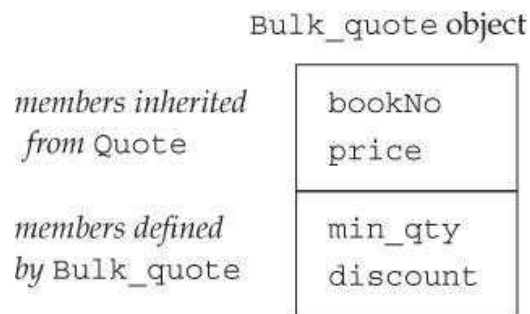 Bulk_quote object
members inherited
from Quote
bookNo
price
members defined
by Bulk_quote
min_qty
discount